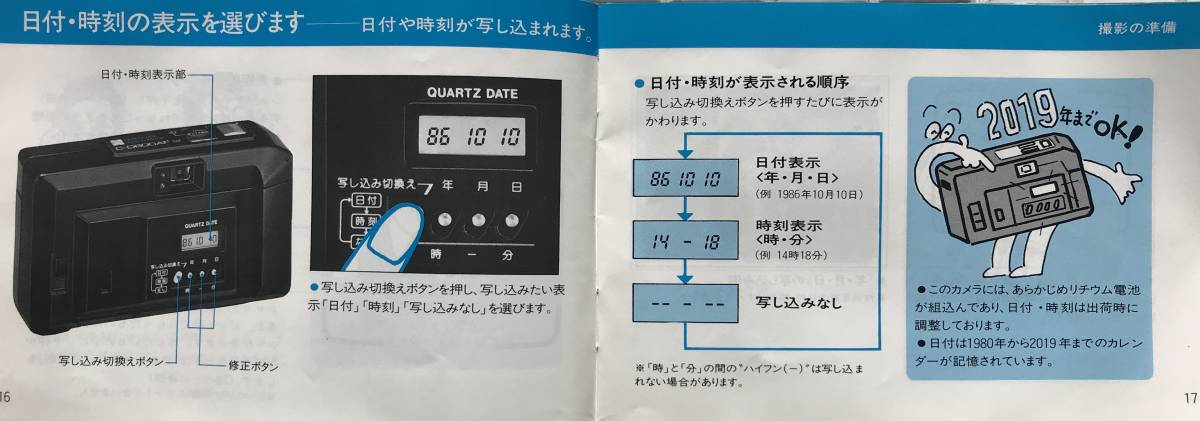 日付・時刻の表示を選びます——日付や時刻が写し込まれます。
日付・時刻表示部
QUARTZ DATE
86 10 10
写し込み切換え
写し込み切換えボタン
修正ボタン
QUARTZ DATE
86 10 10
写し込み切換え 年 月 日
日付
時刻
時 − 分
●写し込み切換えボタンを押し、写し込みたい表
示「日付」「時刻」「写し込みなし」を選びます。
16
撮影の準備
●日付・時刻が表示される順序
写し込み切換えボタンを押すたびに表示が
かわります。
86 10 10
日付表示
〈年・月・日〉
(例 1986年10月10日)
14 - 18
時刻表示
〈時・分〉
(例 14時18分)
-- -- --
写し込みなし
※「時」と「分」の間の“ハイフン(−)”は写し込ま
れない場合があります。
2019年までOK!
●このカメラには、あらかじめリチウム電池
が組込んであり、日付・時刻は出荷時に
調整しております。
●日付は1980年から2019年までのカレン
ダーが記憶されています。
17